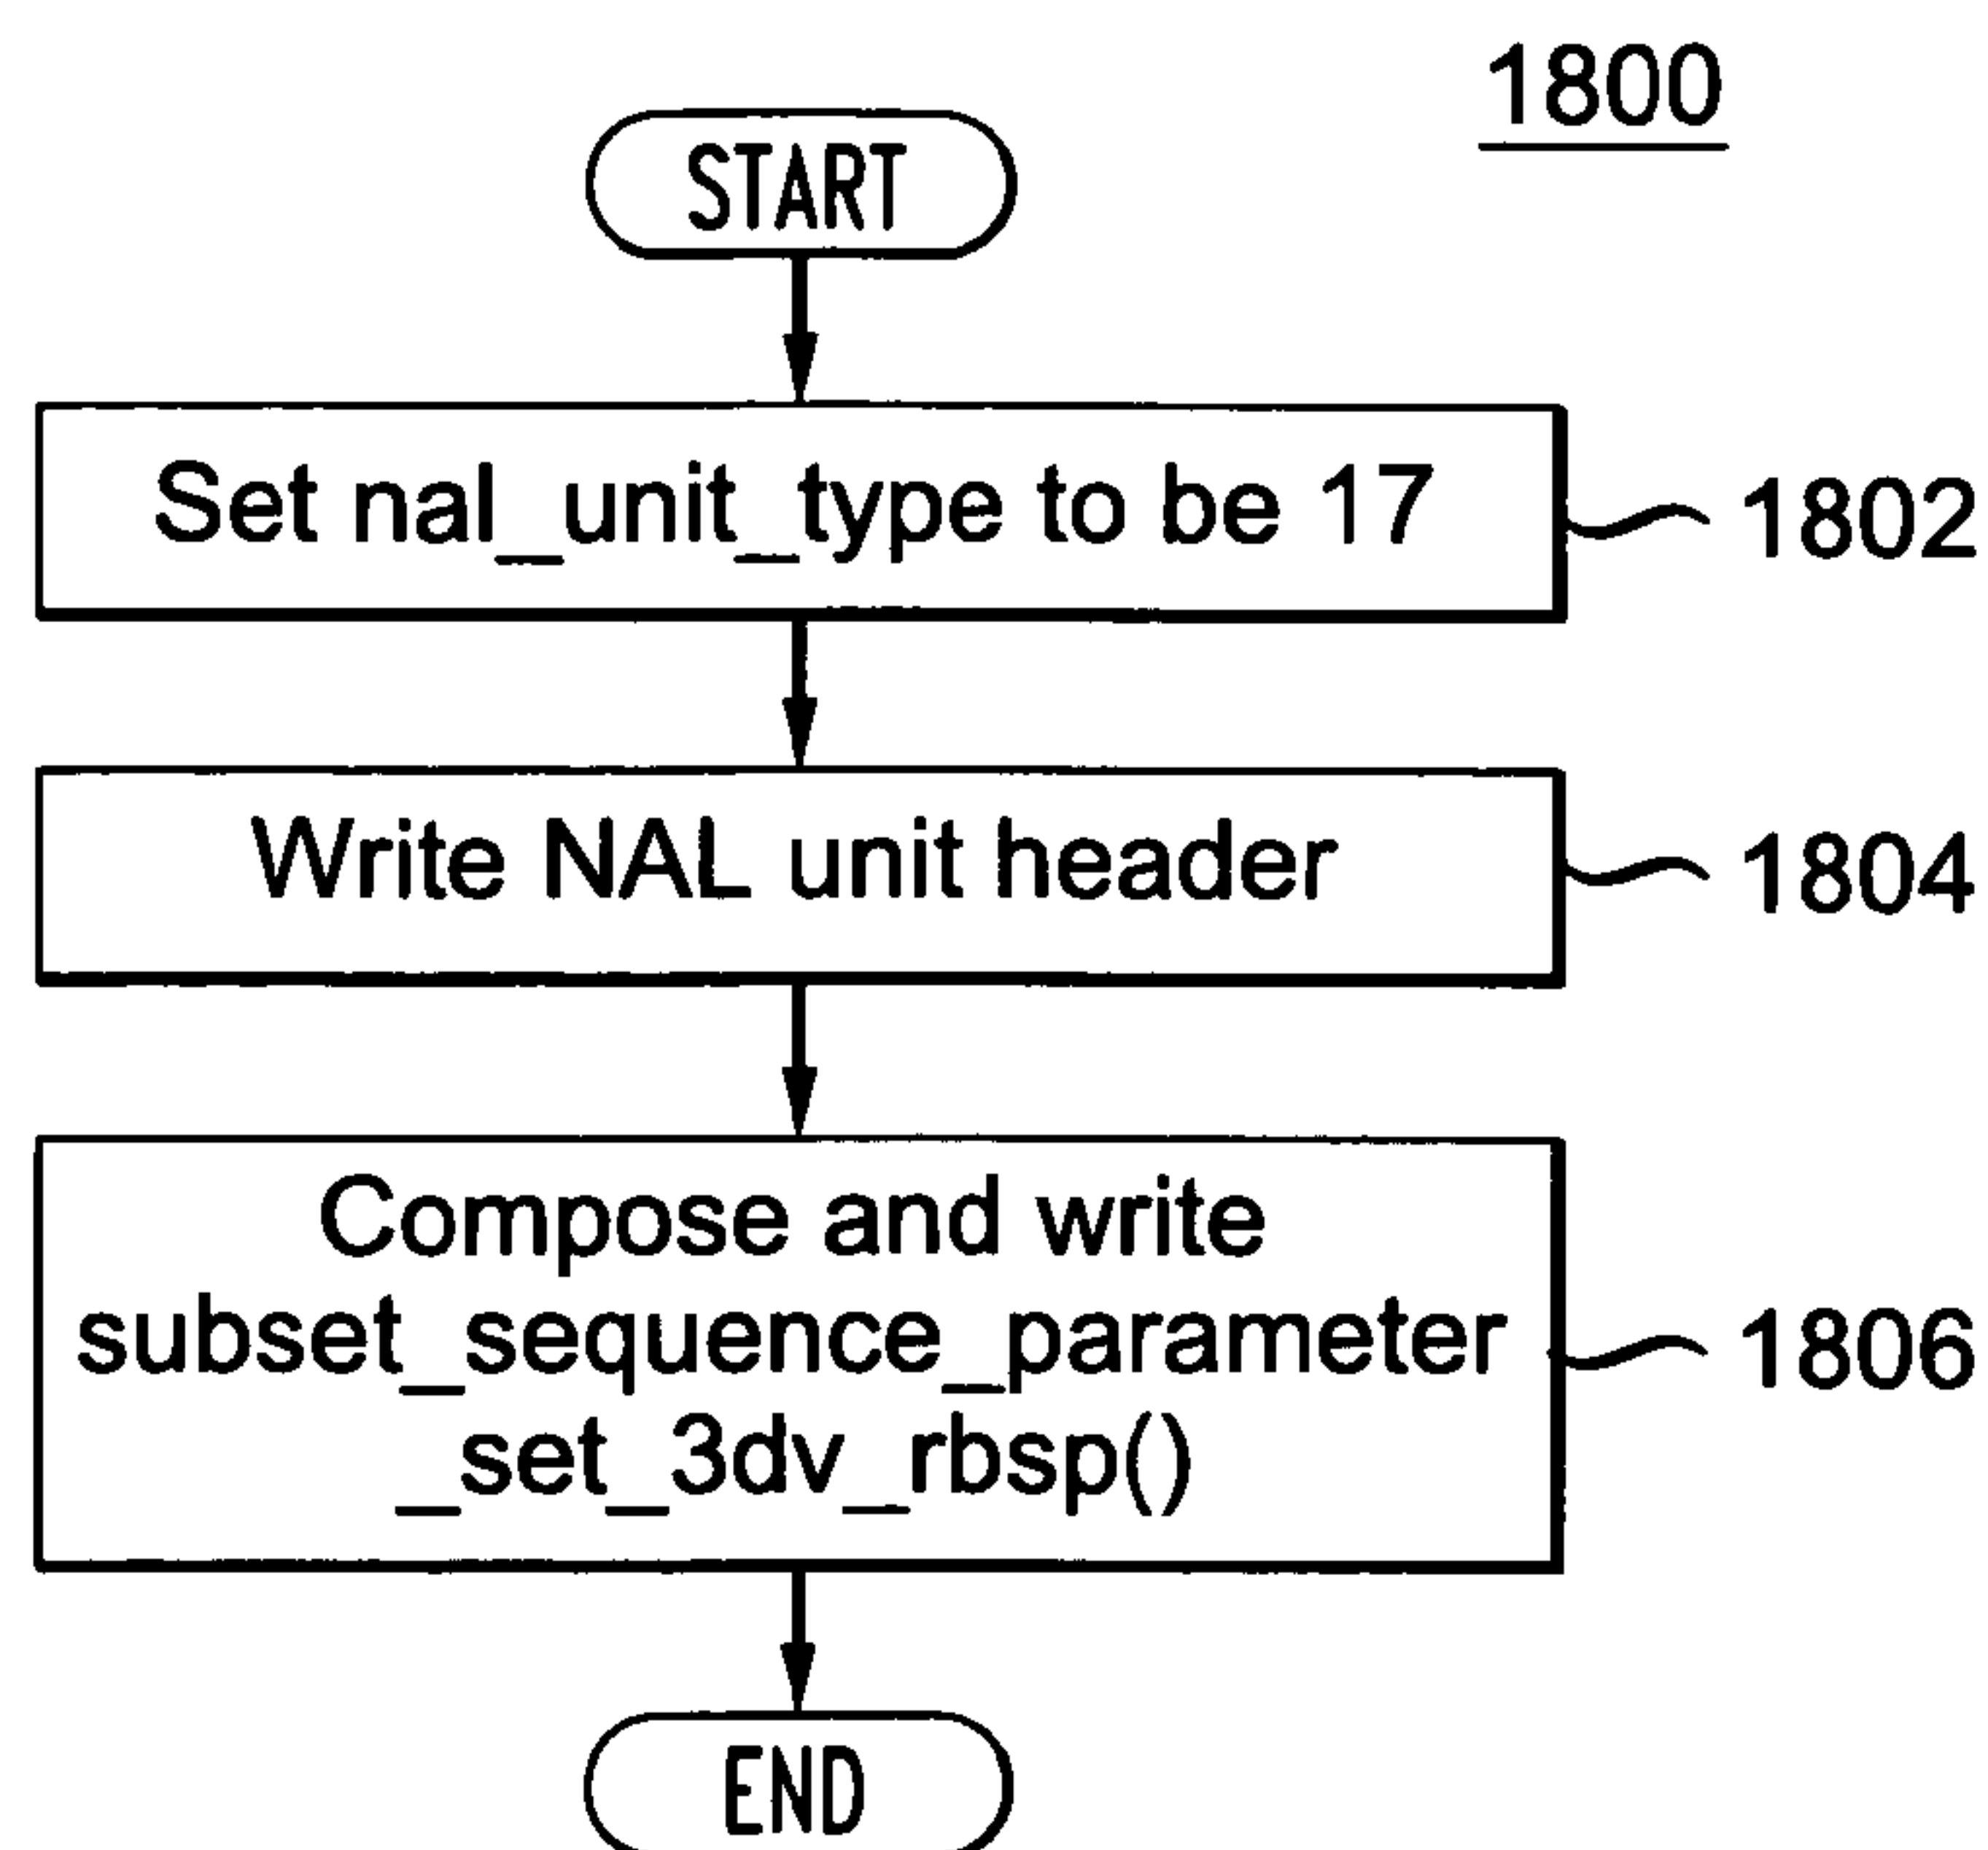 1800
START
Set nal_unit_type to be 17
1802
Write NAL unit header
1804
Compose and write
subset_sequence_parameter
_set_3dv_rbsp()
1806
END